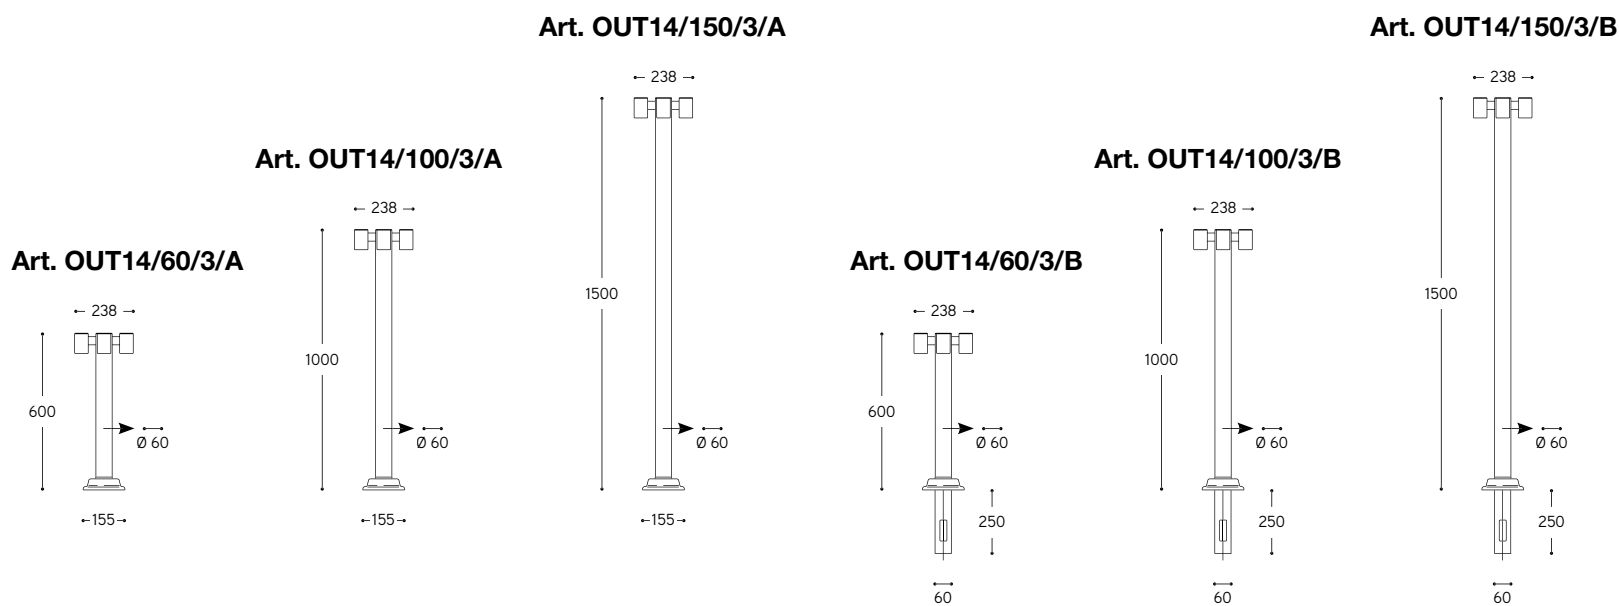 Art. OUT14/150/3/A
Art. OUT14/150/3/B
238
238
1500
1500
Art. OUT14/100/3/A
Art. OUT14/100/3/B
238
238
1000
1000
Art. OUT14/60/3/A
Art. OUT14/60/3/B
238
238
600
600
Ø 60
Ø 60
Ø 60
Ø 60
Ø 60
Ø 60
155
155
155
250
250
250
60
60
60